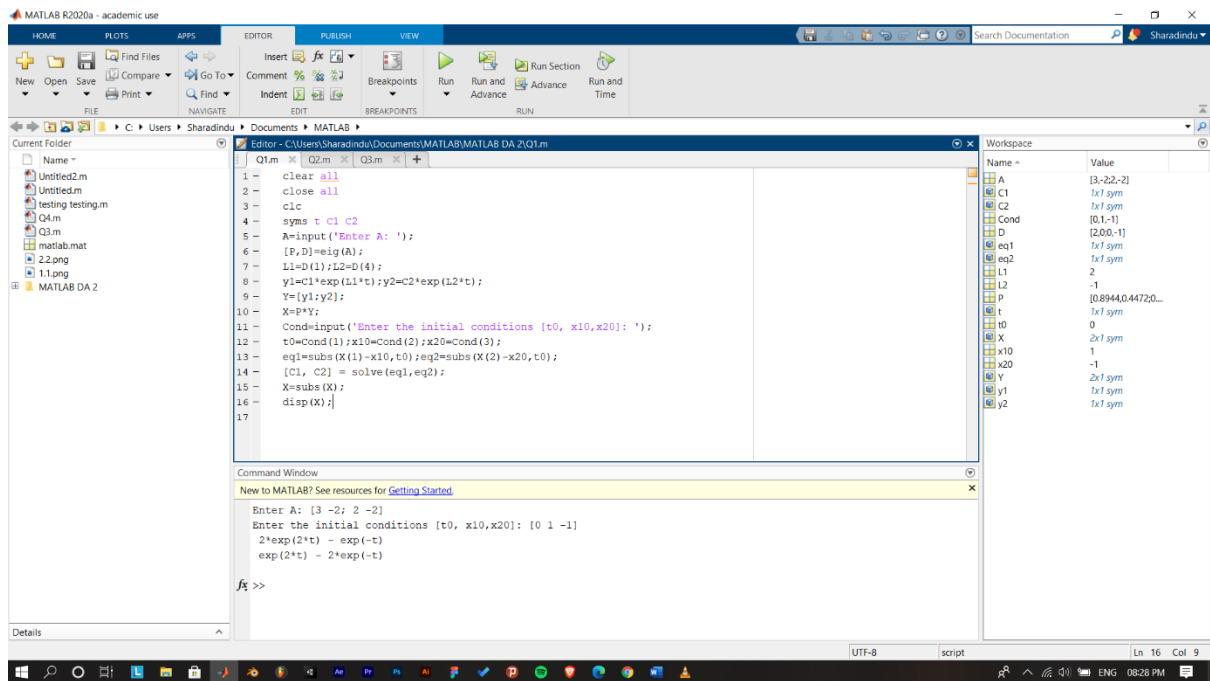 MATLAB R2020a - academic use
HOME PLOTS APPS EDITOR PUBLISH VIEW Search Documentation Sharadindu
New Open Save Find Files Compare Print Go To Find Insert fx Comment Indent Breakpoints Run Run and Advance Run Section Advance Run and Time
FILE NAVIGATE EDIT BREAKPOINTS RUN
C: Users Sharadindu Documents MATLAB
Current Folder
Name
Untitled2.m
Untitled.m
testing testing.m
Q4.m
Q3.m
matlab.mat
2.2.png
1.1.png
MATLAB DA 2
Details
Editor - C:\Users\Sharadindu\Documents\MATLAB\MATLAB DA 2\Q1.m
Q1.m Q2.m Q3.m +
1 - clear all
2 - close all
3 - clc
4 - syms t C1 C2
5 - A=input('Enter A: ');
6 - [P,D]=eig(A);
7 - L1=D(1);L2=D(4);
8 - y1=C1*exp(L1*t);y2=C2*exp(L2*t);
9 - Y=[y1;y2];
10 - X=P*Y;
11 - Cond=input('Enter the initial conditions [t0, x10,x20]: ');
12 - t0=Cond(1);x10=Cond(2);x20=Cond(3);
13 - eq1=subs(X(1)-x10,t0);eq2=subs(X(2)-x20,t0);
14 - [C1, C2] = solve(eq1,eq2);
15 - X=subs(X);
16 - disp(X);
17
Command Window
New to MATLAB? See resources for Getting Started.
Enter A: [3 -2; 2 -2]
Enter the initial conditions [t0, x10,x20]: [0 1 -1]
2*exp(2*t) - exp(-t)
exp(2*t) - 2*exp(-t)
fx >>
Workspace
Name Value
A [3,-2;2,-2]
C1 1x1 sym
C2 1x1 sym
Cond [0,1,-1]
D [2,0;0,-1]
eq1 1x1 sym
eq2 1x1 sym
L1 2
L2 -1
P [0.8944,0.4472;0....
t 1x1 sym
t0 0
X 2x1 sym
x10 1
x20 -1
Y 2x1 sym
y1 1x1 sym
y2 1x1 sym
UTF-8 script Ln 16 Col 9
L Ae Pr Ps Ai ENG 08:28 PM